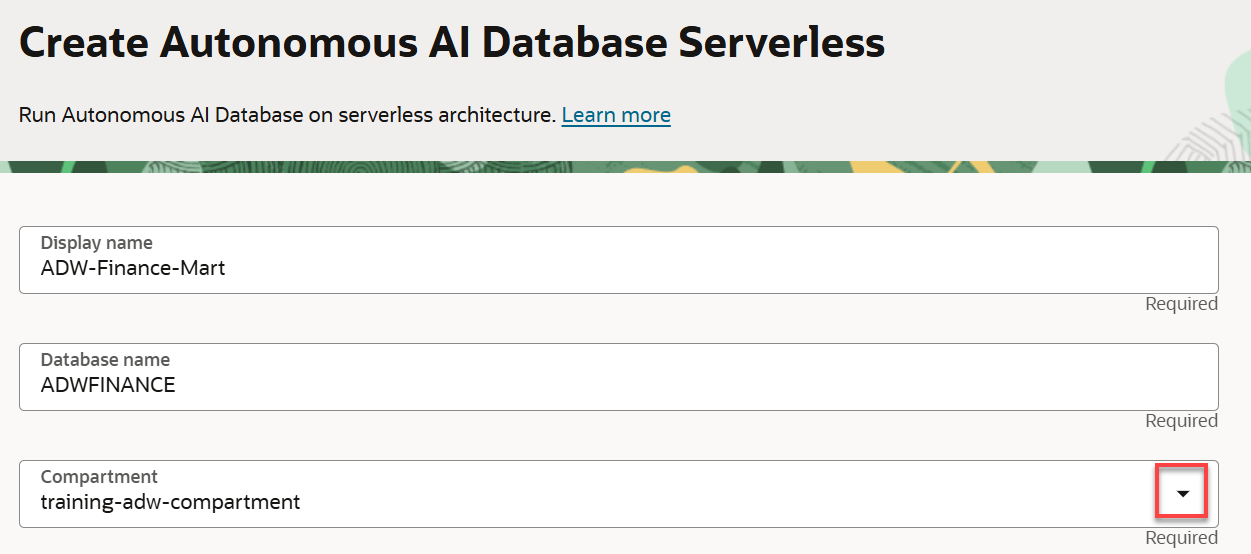 Create Autonomous AI Database Serverless
Run Autonomous AI Database on serverless architecture. Learn more
Display name
ADW-Finance-Mart
Required
Database name
ADWFINANCE
Required
Compartment
training-adw-compartment
Required